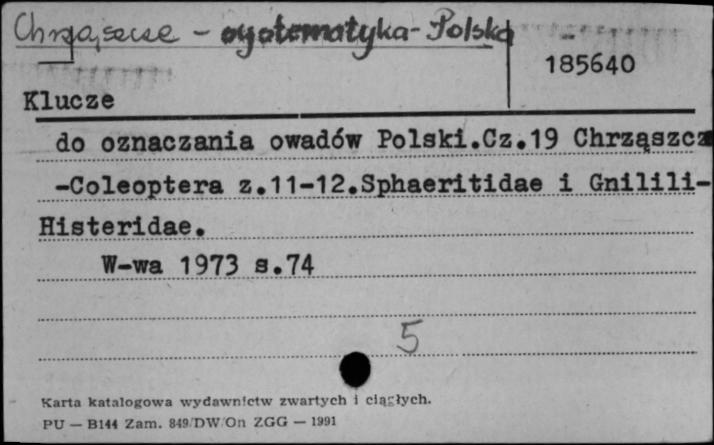 Chrząszcze - systematyka - Polska
185640
Klucze
do oznaczania owadów Polski.Cz.19 Chrząszcz
-Coleoptera z.11-12.Sphaeritidae i Gnilili-
Histeridae.
W-wa 1973 s.74
5
Karta katalogowa wydawnictw zwartych i ciągłych.
PU — B144 Zam. 849/DW/On ZGG — 1991